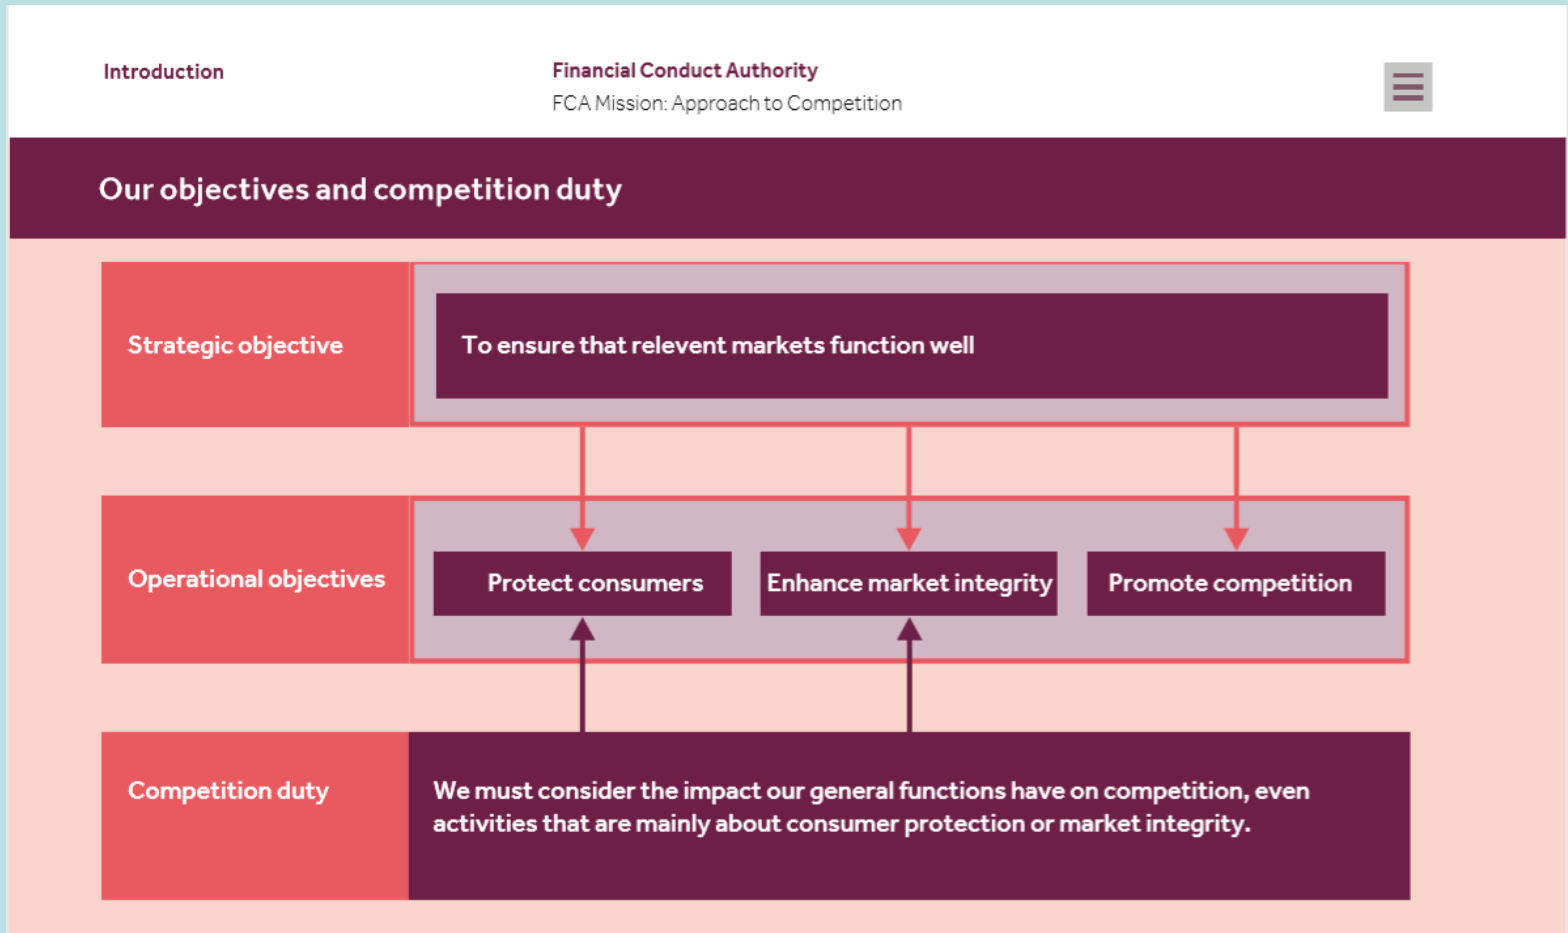 Introduction
Financial Conduct Authority
FCA Mission: Approach to Competition
Our objectives and competition duty
Strategic objective
To ensure that relevent markets function well
Operational objectives
Protect consumers
Enhance market integrity
Promote competition
Competition duty
We must consider the impact our general functions have on competition, even
activities that are mainly about consumer protection or market integrity.